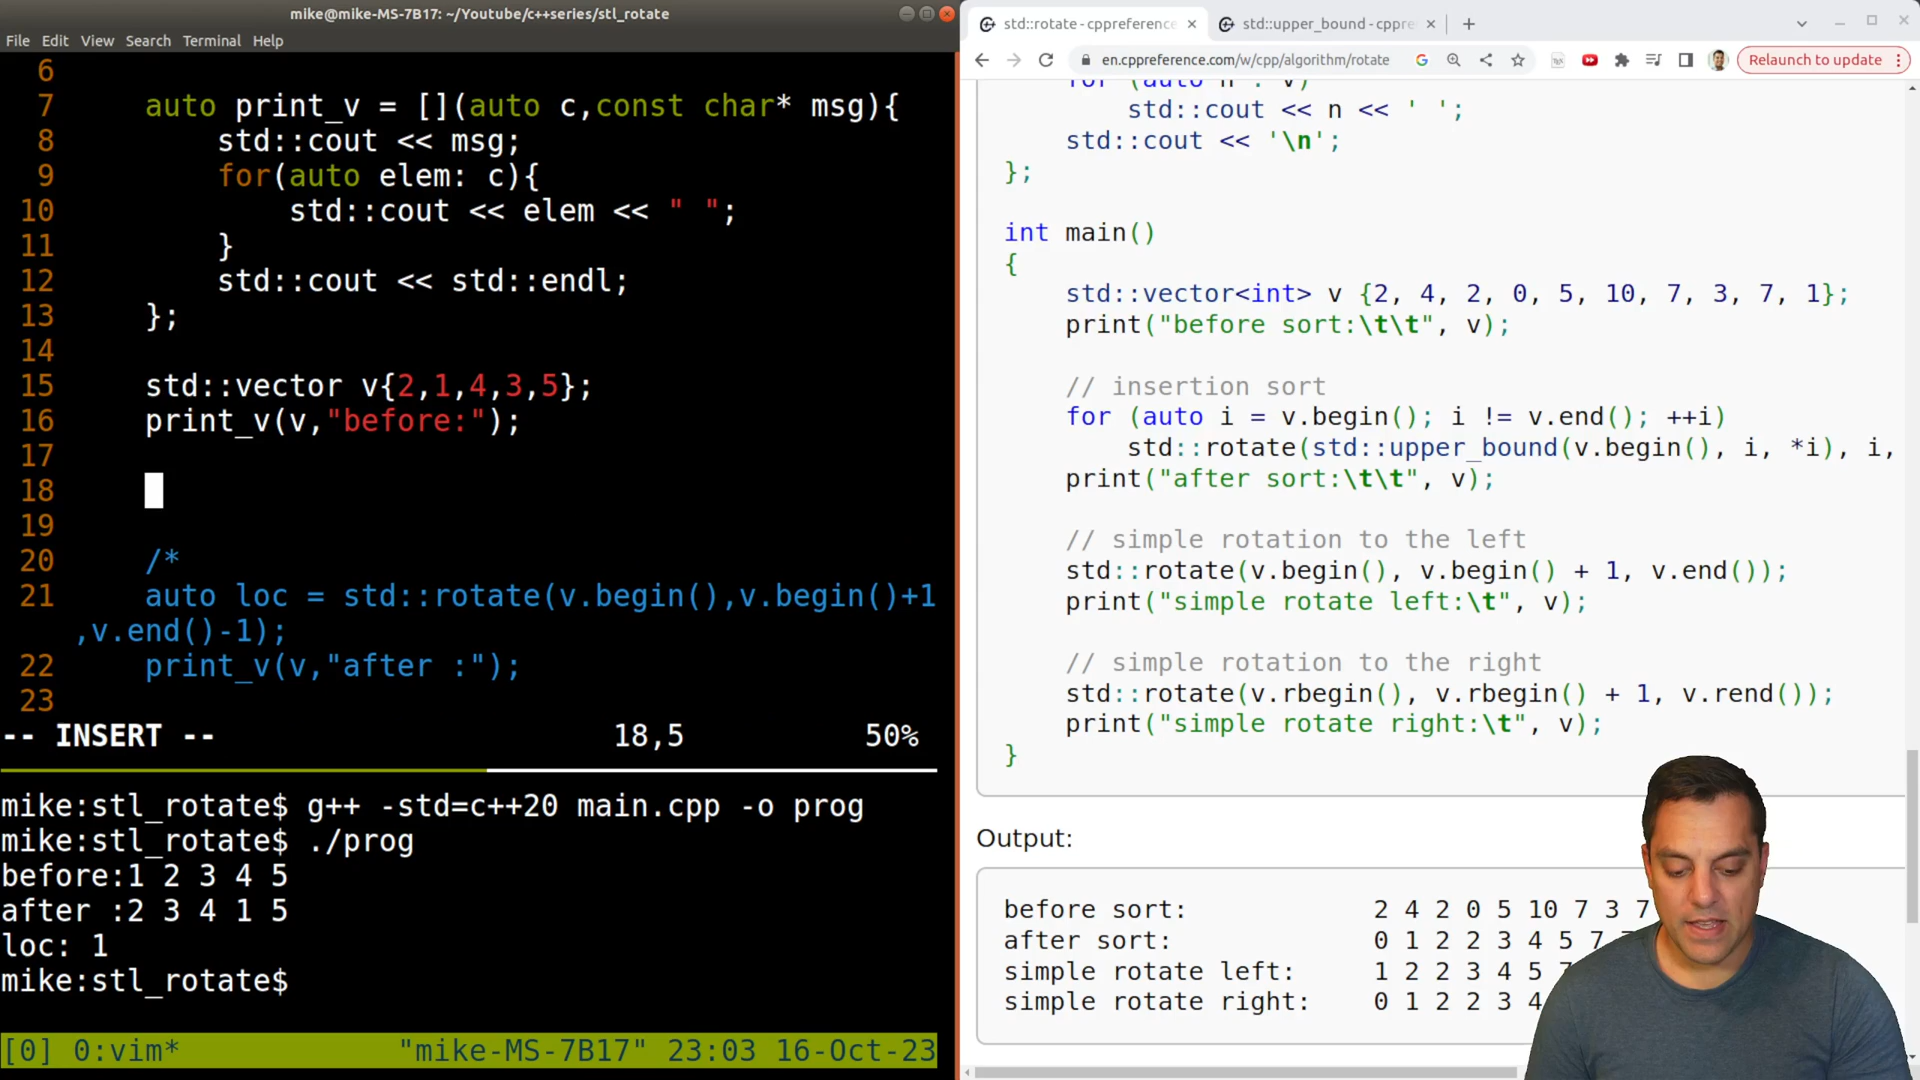 mike@mike-MS-7B17: ~/Youtube/c++series/stl_rotate
File Edit View Search Terminal Help
6
7 auto print_v = [](auto c,const char* msg){
8 std::cout << msg;
9 for(auto elem: c){
10 std::cout << elem << " ";
11 }
12 std::cout << std::endl;
13 };
14
15 std::vector v{2,1,4,3,5};
16 print_v(v,"before:");
17
18
19
20 /*
21 auto loc = std::rotate(v.begin(),v.begin()+1
,v.end()-1);
22 print_v(v,"after :");
23
-- INSERT -- 18,5 50%
mike:stl_rotate$ g++ -std=c++20 main.cpp -o prog
mike:stl_rotate$ ./prog
before:1 2 3 4 5
after :2 3 4 1 5
loc: 1
mike:stl_rotate$
[0] 0:vim* "mike-MS-7B17" 23:03 16-Oct-23
std::rotate - cppreference
std::upper_bound - cppre
en.cppreference.com/w/cpp/algorithm/rotate
Relaunch to update
for (auto n : v)
std::cout << n << ' ';
std::cout << '\n';
};
int main()
{
std::vector<int> v {2, 4, 2, 0, 5, 10, 7, 3, 7, 1};
print("before sort:\t\t", v);
// insertion sort
for (auto i = v.begin(); i != v.end(); ++i)
std::rotate(std::upper_bound(v.begin(), i, *i), i,
print("after sort:\t\t", v);
// simple rotation to the left
std::rotate(v.begin(), v.begin() + 1, v.end());
print("simple rotate left:\t", v);
// simple rotation to the right
std::rotate(v.rbegin(), v.rbegin() + 1, v.rend());
print("simple rotate right:\t", v);
}
Output:
before sort: 2 4 2 0 5 10 7 3 7
after sort: 0 1 2 2 3 4 5 7
simple rotate left: 1 2 2 3 4 5
simple rotate right: 0 1 2 2 3 4